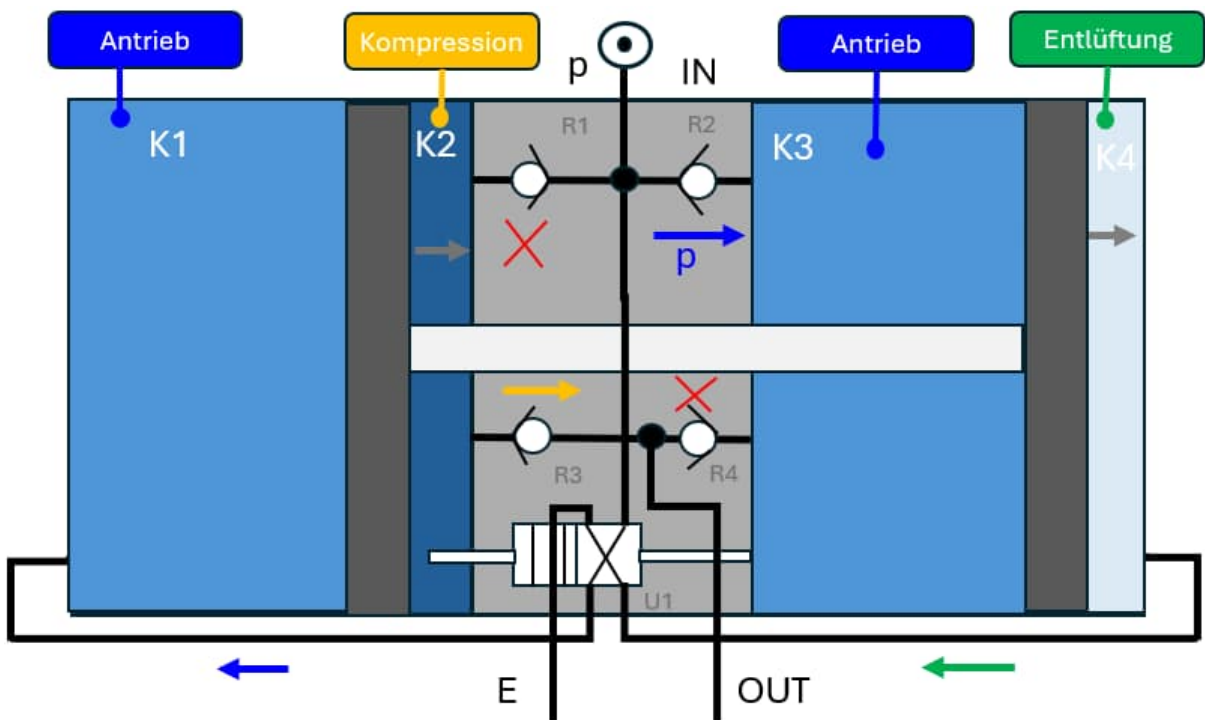 Antrieb
Kompression
Antrieb
Entlüftung
p
IN
K1
K2
R1
R2
K3
K4
p
R3
R4
U1
E
OUT